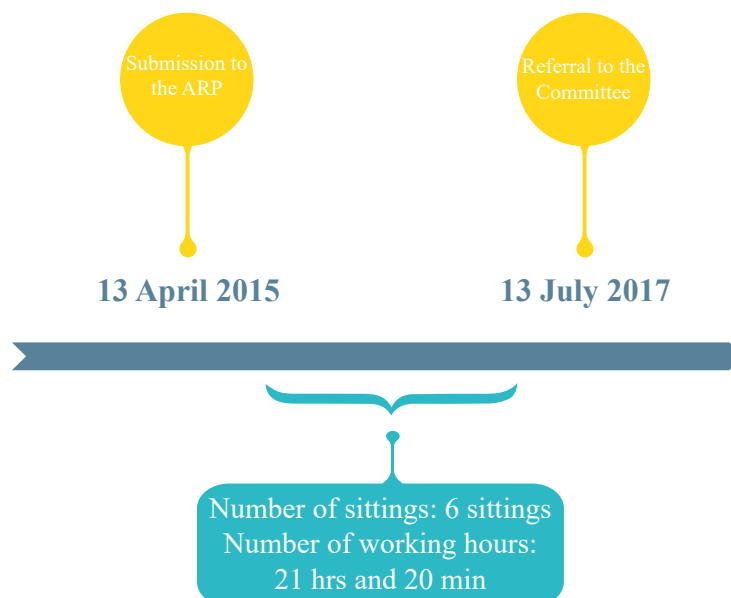 Submission to
the ARP
Referral to the
Committee
13 April 2015
13 July 2017
Number of sittings: 6 sittings
Number of working hours:
21 hrs and 20 min